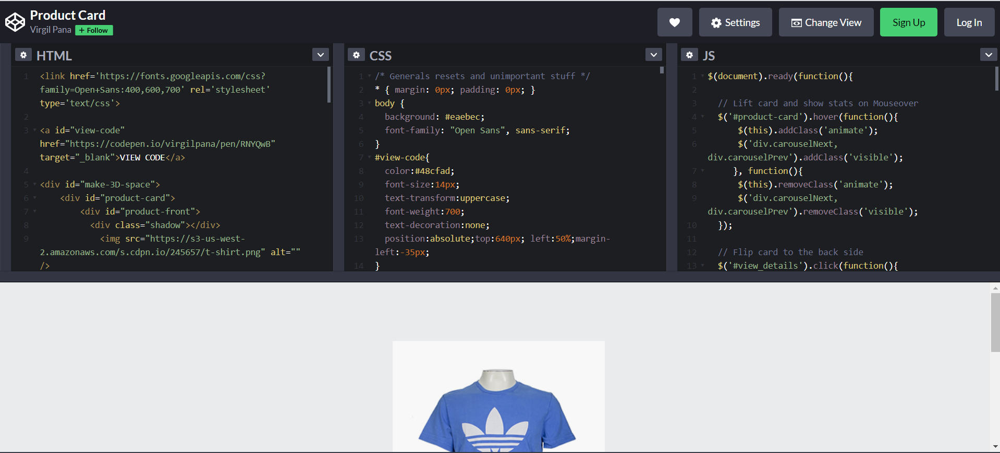 Product Card
Virgil Pana + Follow
Settings
Change View
Sign Up
Log In
HTML
1 <link href='https://fonts.googleapis.com/css?
family=Open+Sans:400,600,700' rel='stylesheet'
type='text/css'>
2
3 <a id="view-code"
href="https://codepen.io/virgilpana/pen/RNYQwB"
target="_blank">VIEW CODE</a>
4
5 <div id="make-3D-space">
6 <div id="product-card">
7 <div id="product-front">
8 <div class="shadow"></div>
9 <img src="https://s3-us-west-
2.amazonaws.com/s.cdpn.io/245657/t-shirt.png" alt=""
/>
CSS
1 /* Generals resets and unimportant stuff */
2 * { margin: 0px; padding: 0px; }
3 body {
4 background: #eaebec;
5 font-family: "Open Sans", sans-serif;
6 }
7 #view-code{
8 color:#48cfad;
9 font-size:14px;
10 text-transform:uppercase;
11 font-weight:700;
12 text-decoration:none;
13 position:absolute;top:640px; left:50%;margin-
left:-35px;
14 }
JS
1 $(document).ready(function(){
2
3 // Lift card and show stats on Mouseover
4 $('#product-card').hover(function(){
5 $(this).addClass('animate');
6 $('div.carouselNext,
div.carouselPrev').addClass('visible');
7 }, function(){
8 $(this).removeClass('animate');
9 $('div.carouselNext,
div.carouselPrev').removeClass('visible');
10 });
11
12 // Flip card to the back side
13 $('#view_details').click(function(){